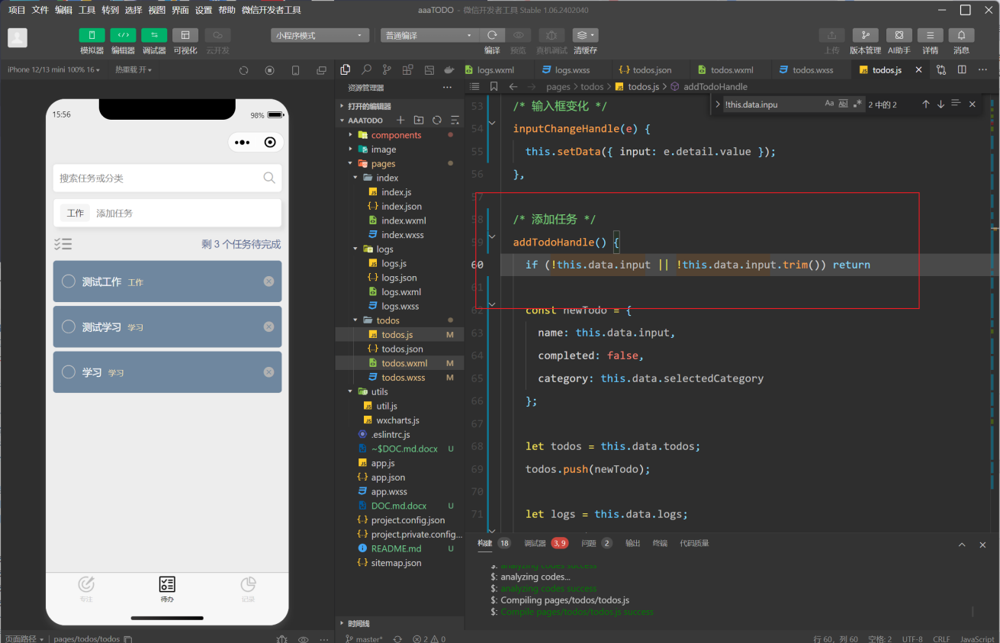 项目 文件 编辑 工具 转到 选择 视图 界面 设置 帮助 微信开发者工具
aaaTODO - 微信开发者工具 Stable 1.06.2402040
小程序模式
普通编译
模拟器 编辑器 调试器 可视化 云开发
编译 预览 真机调试 清缓存
上传 版本管理 AI助手 详情 消息
iPhone 12/13 mini 100% 16
热重载 开
logs.wxml
logs.wxss
todos.json
todos.wxml
todos.wxss
todos.js
资源管理器
pages > todos > todos.js > addTodoHandle
!this.data.inpu
2 中的 2
15:56
98%
搜索任务或分类
工作 添加任务
剩 3 个任务待完成
测试工作 工作
测试学习 学习
学习 学习
专注
待办
记录
页面路径
pages/todos/todos
打开的编辑器
AAATODO
components
image
pages
index
index.js
index.json
index.wxml
index.wxss
logs
logs.js
logs.json
logs.wxml
logs.wxss
todos
todos.js M
todos.json
todos.wxml M
todos.wxss M
utils
util.js
wxcharts.js
.eslintrc.js
~$DOC.md.docx U
app.js
app.json
app.wxss
DOC.md.docx U
project.config.json
project.private.config...
README.md U
sitemap.json
时间线
master*
2 0
53 /* 输入框变化 */
54 inputChangeHandle(e) {
55 this.setData({ input: e.detail.value });
56 },
57
58 /* 添加任务 */
59 addTodoHandle() {
60 if (!this.data.input || !this.data.input.trim()) return
61
62 const newTodo = {
63 name: this.data.input,
64 completed: false,
65 category: this.data.selectedCategory
66 };
67
68 let todos = this.data.todos;
69 todos.push(newTodo);
70
71 let logs = this.data.logs;
构建 18 调试器 3, 9 问题 2 输出 终端 代码质量
$: analyzing codes success
$: analyzing codes...
$: analyzing codes success
$: Compiling pages/todos/todos.js
$: Compile pages/todos/todos.js success
行 60，列 60 空格: 2 UTF-8 CRLF JavaScript